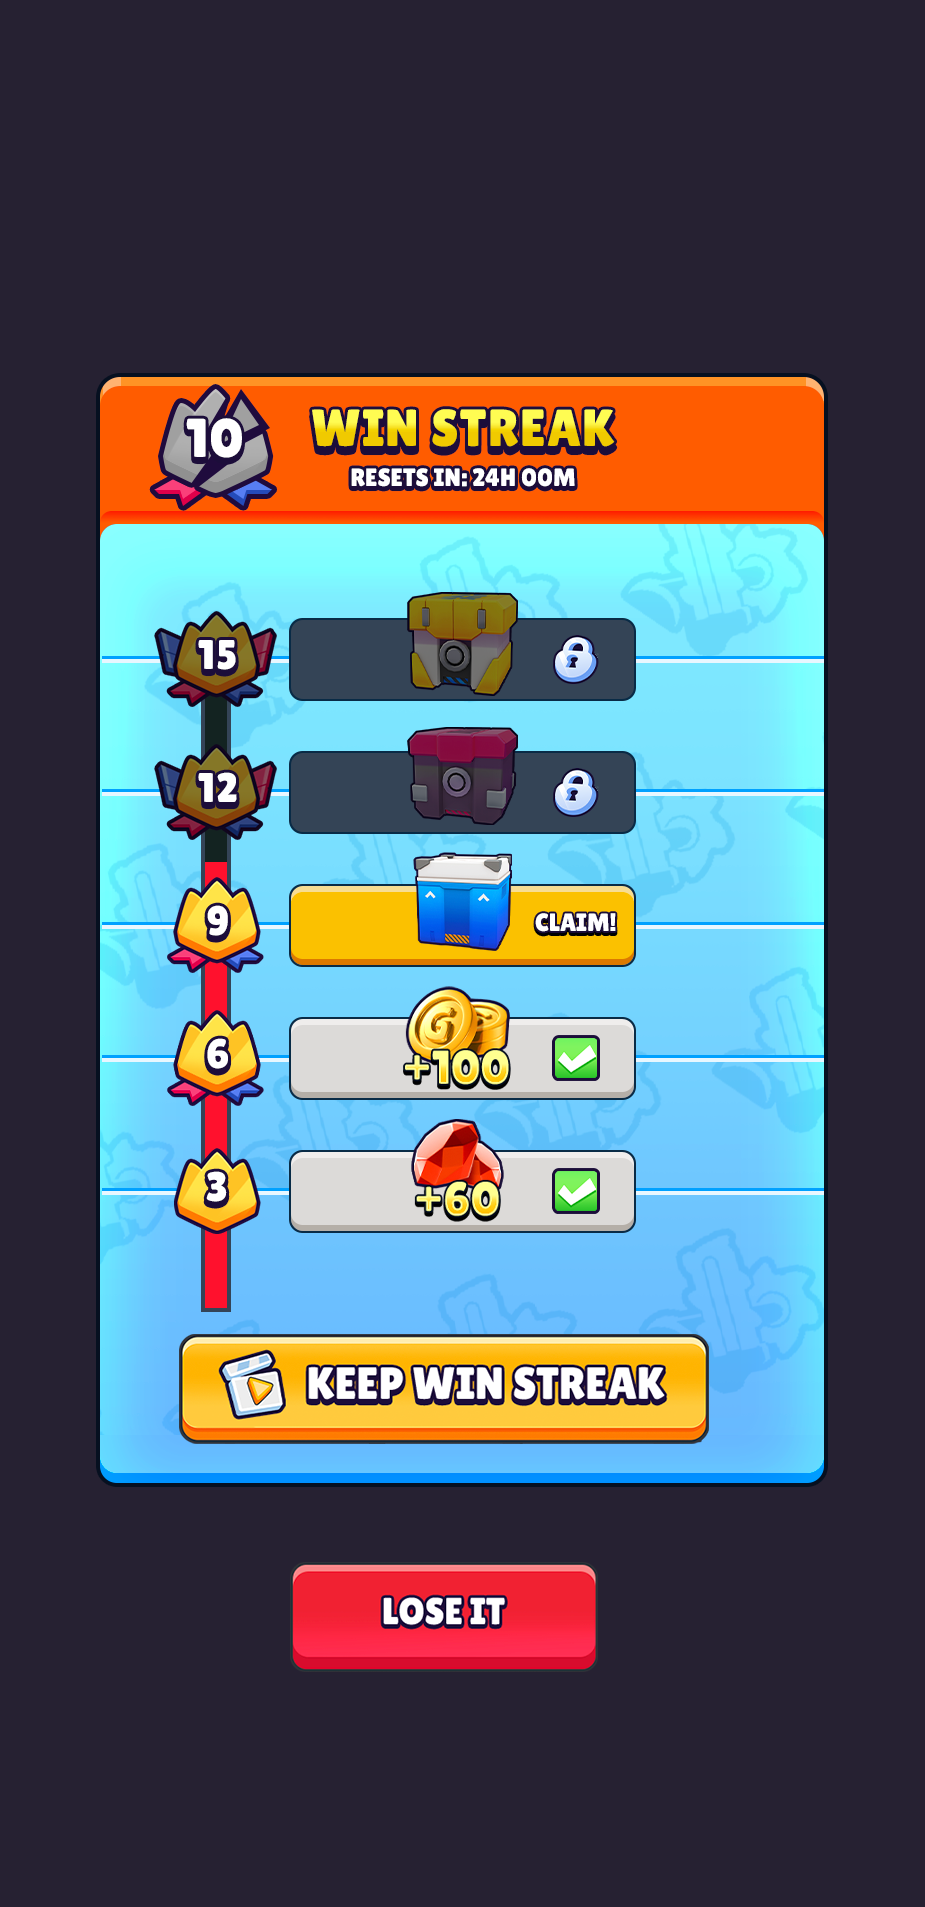 10
WIN STREAK
RESETS IN: 24H 00M
15
12
9
CLAIM!
6
+100
3
+60
KEEP WIN STREAK
LOSE IT